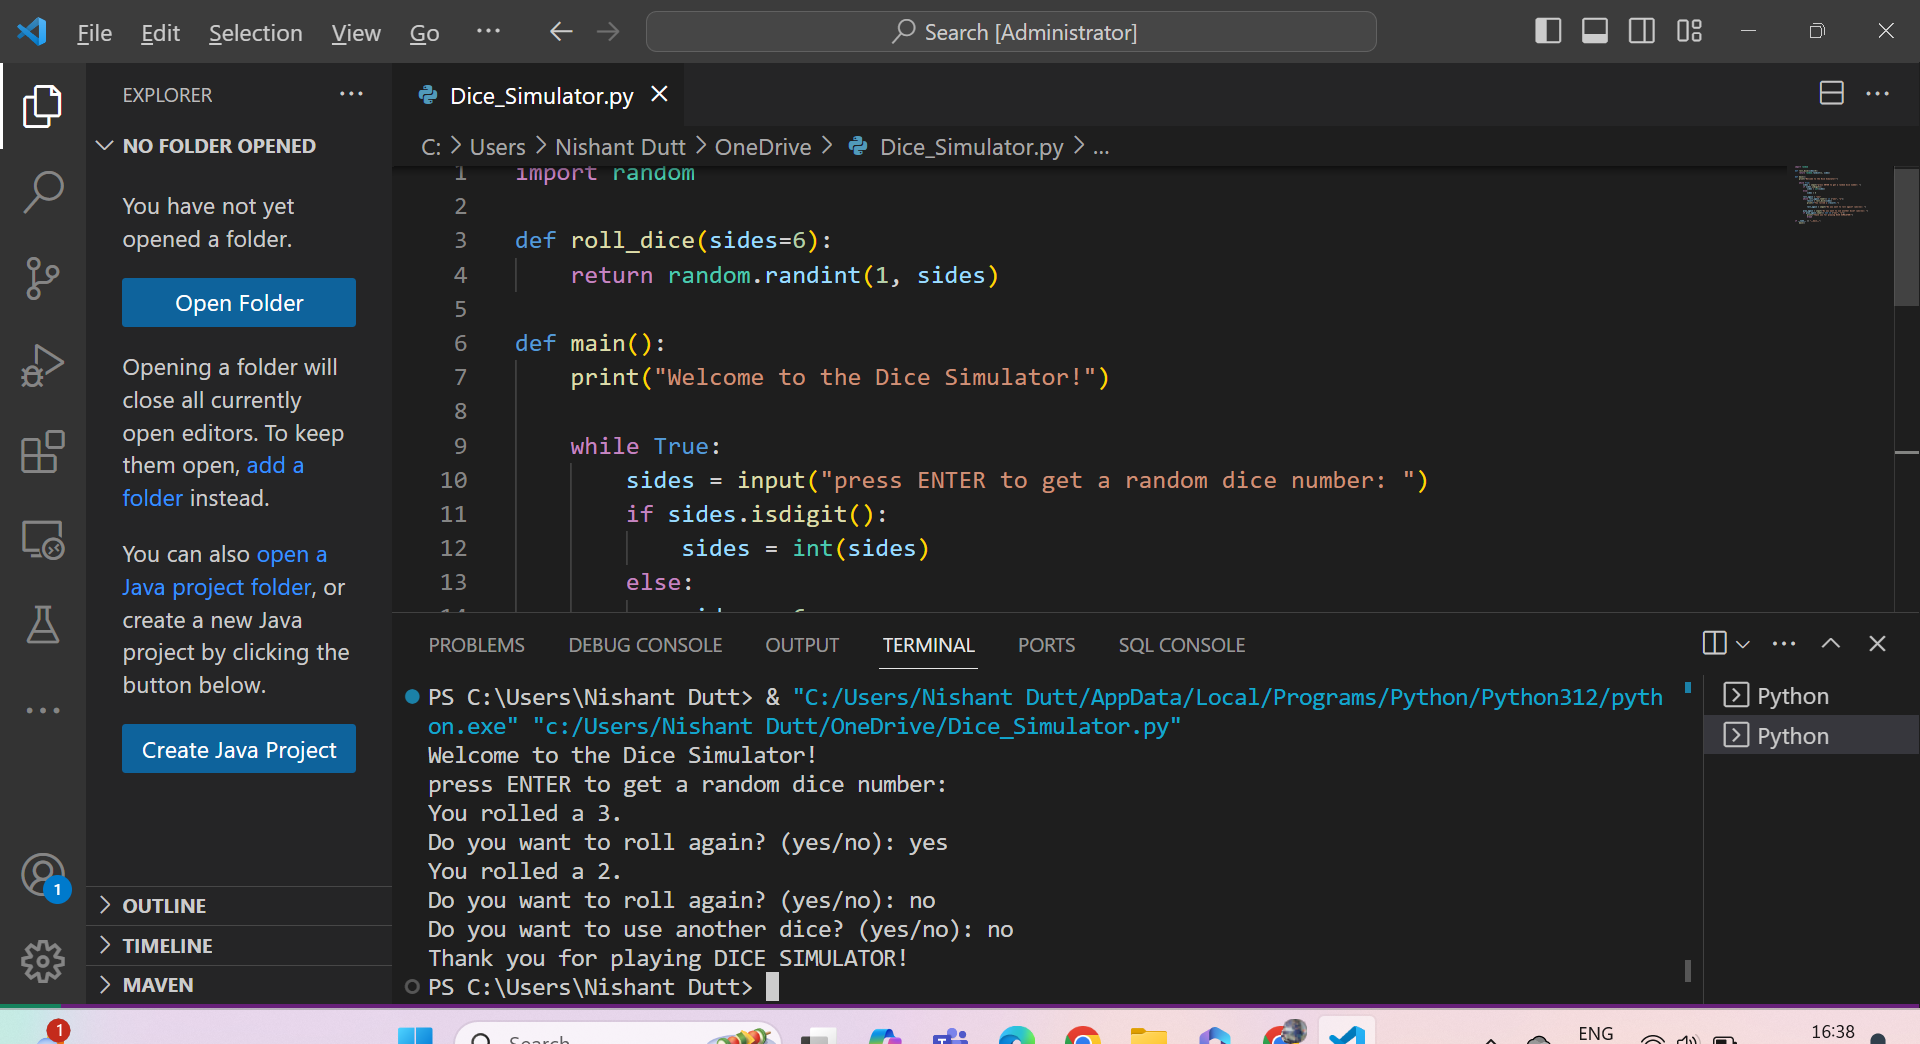 File Edit Selection View Go ... Search [Administrator]
EXPLORER ...
NO FOLDER OPENED
You have not yet
opened a folder.
Open Folder
Opening a folder will
close all currently
open editors. To keep
them open, add a
folder instead.
You can also open a
Java project folder, or
create a new Java
project by clicking the
button below.
Create Java Project
OUTLINE
TIMELINE
MAVEN
1
Dice_Simulator.py
C: > Users > Nishant Dutt > OneDrive > Dice_Simulator.py > ...
1 import random
2
3 def roll_dice(sides=6):
4     return random.randint(1, sides)
5
6 def main():
7     print("Welcome to the Dice Simulator!")
8
9     while True:
10         sides = input("press ENTER to get a random dice number: ")
11         if sides.isdigit():
12             sides = int(sides)
13         else:
PROBLEMS DEBUG CONSOLE OUTPUT TERMINAL PORTS SQL CONSOLE
PS C:\Users\Nishant Dutt> & "C:/Users/Nishant Dutt/AppData/Local/Programs/Python/Python312/pyth
on.exe" "c:/Users/Nishant Dutt/OneDrive/Dice_Simulator.py"
Welcome to the Dice Simulator!
press ENTER to get a random dice number:
You rolled a 3.
Do you want to roll again? (yes/no): yes
You rolled a 2.
Do you want to roll again? (yes/no): no
Do you want to use another dice? (yes/no): no
Thank you for playing DICE SIMULATOR!
PS C:\Users\Nishant Dutt>
Python
Python
1
Search
ENG
16:38